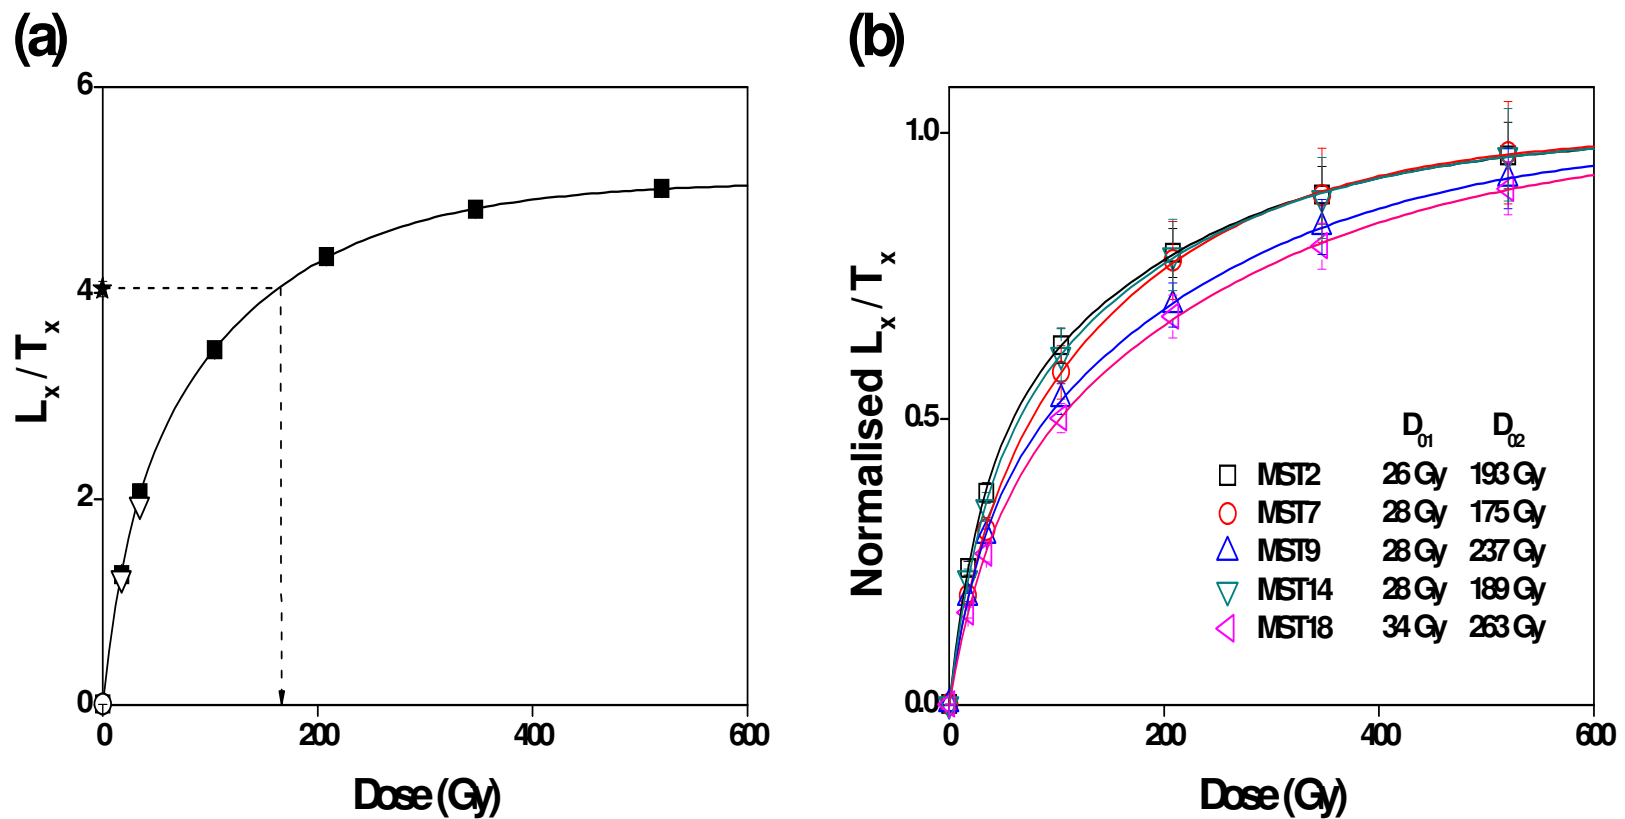 (a)
6
4
2
0
0 200 400 600
Lx / Tx
Dose (Gy)
(b)
1.0
0.5
0.0
0 200 400 600
Normalised Lx / Tx
Dose (Gy)
D01 D02
MST2 26 Gy 193 Gy
MST7 28 Gy 175 Gy
MST9 28 Gy 237 Gy
MST14 28 Gy 189 Gy
MST18 34 Gy 263 Gy